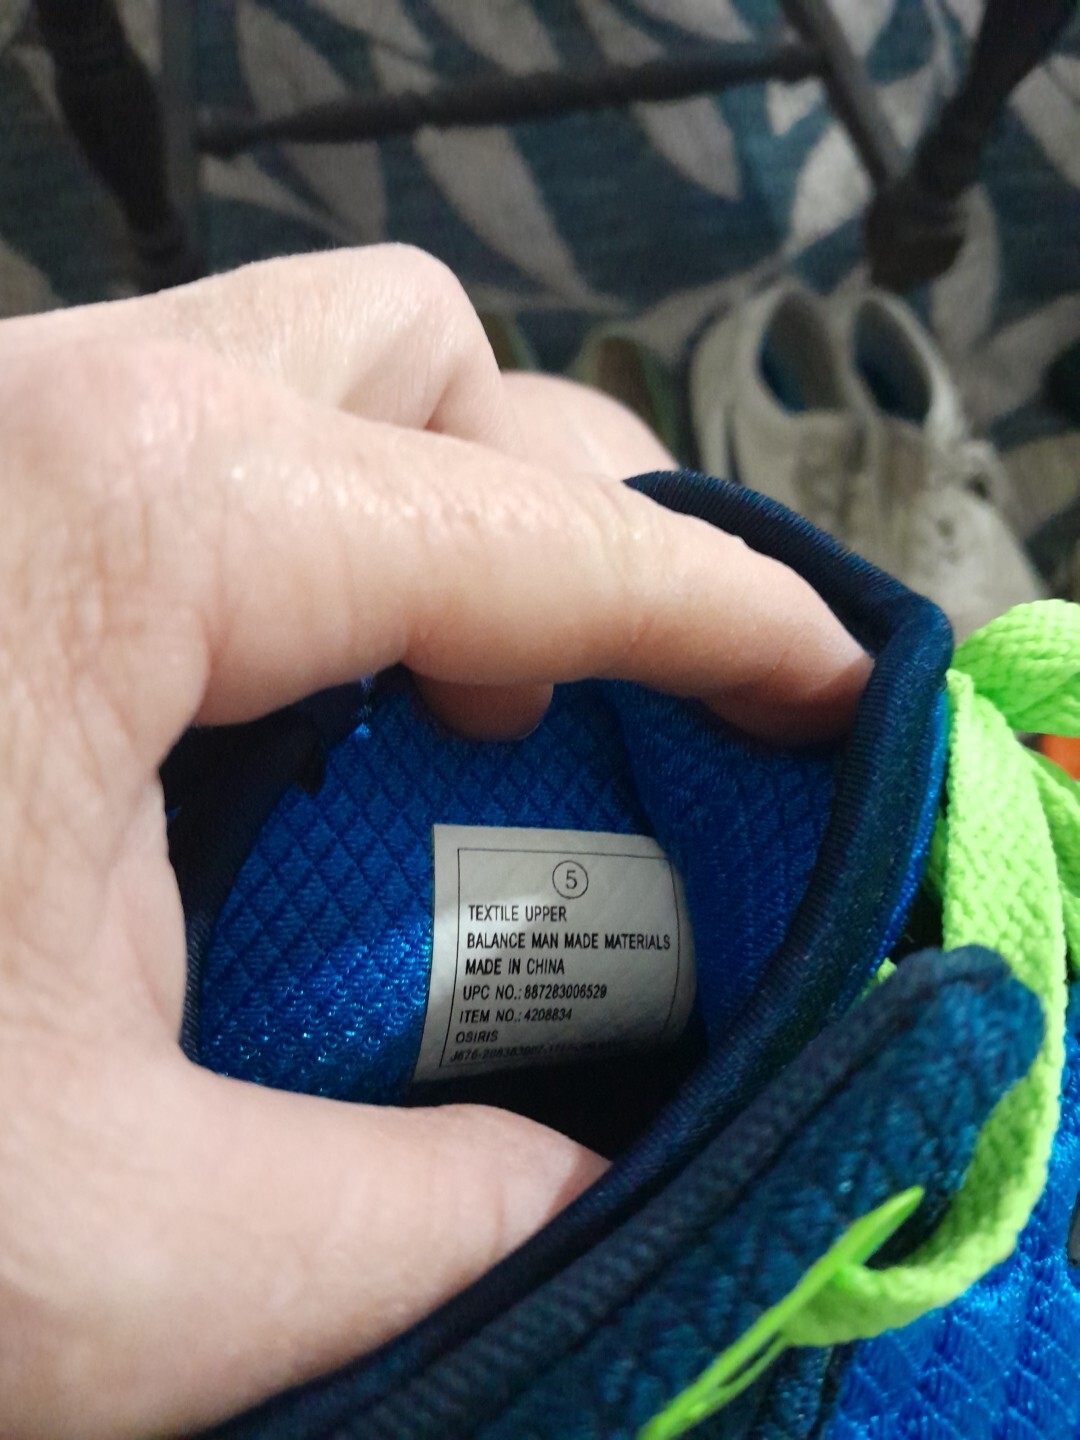 5
TEXTILE UPPER
BALANCE MAN MADE MATERIALS
MADE IN CHINA
UPC NO.: 887283006529
ITEM NO.: 4208834
OSIRIS